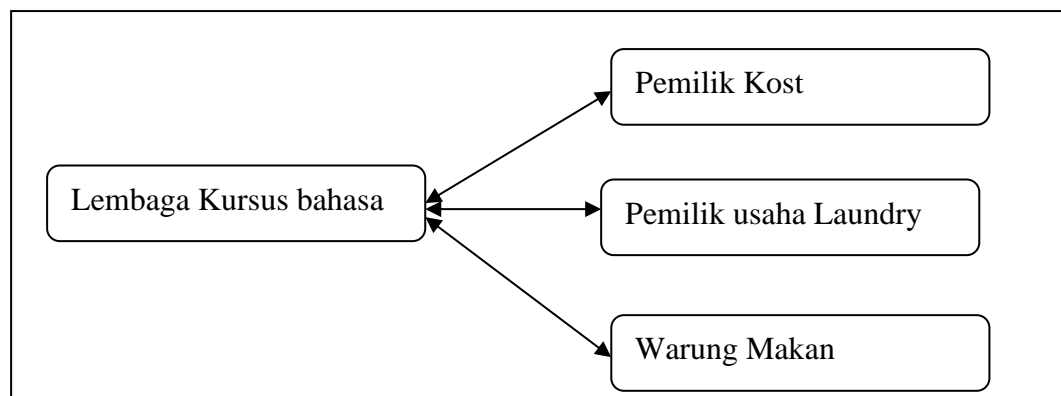 Pemilik Kost
Lembaga Kursus bahasa
Pemilik usaha Laundry
Warung Makan